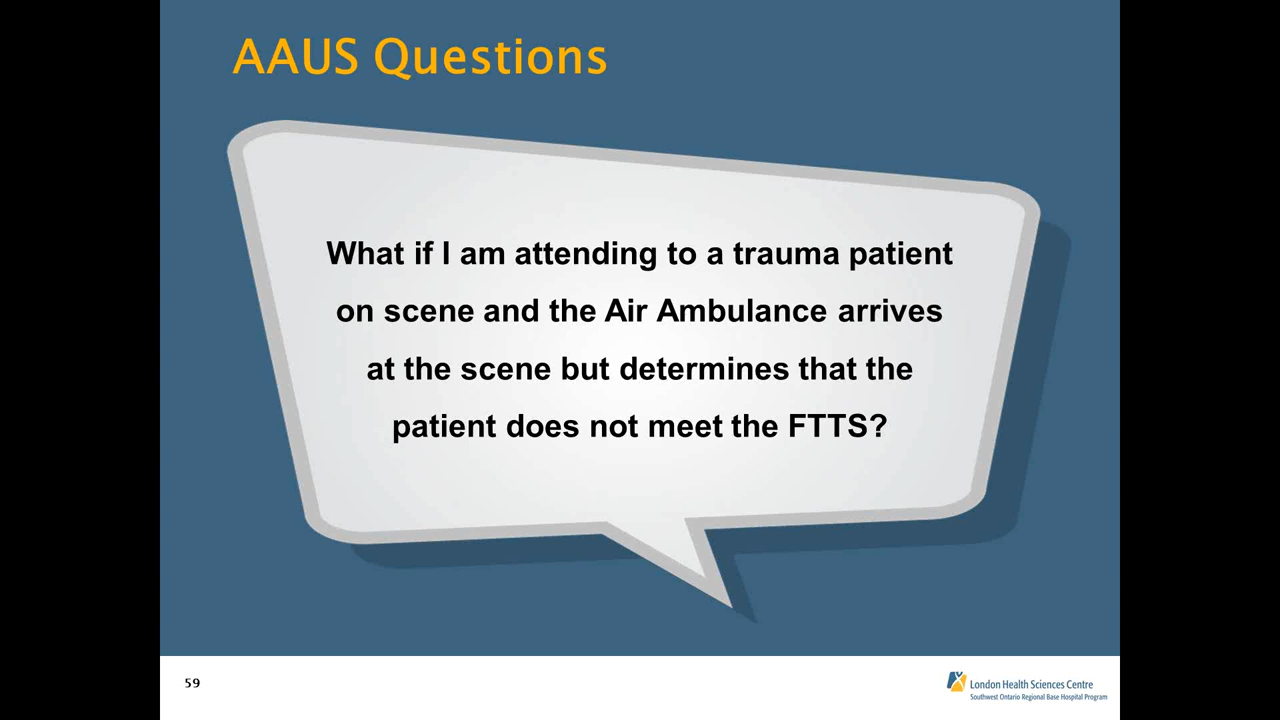 AAUS Questions
What if I am attending to a trauma patient
on scene and the Air Ambulance arrives
at the scene but determines that the
patient does not meet the FTTS?
59
London Health Sciences Centre
Southwest Ontario Regional Base Hospital Program